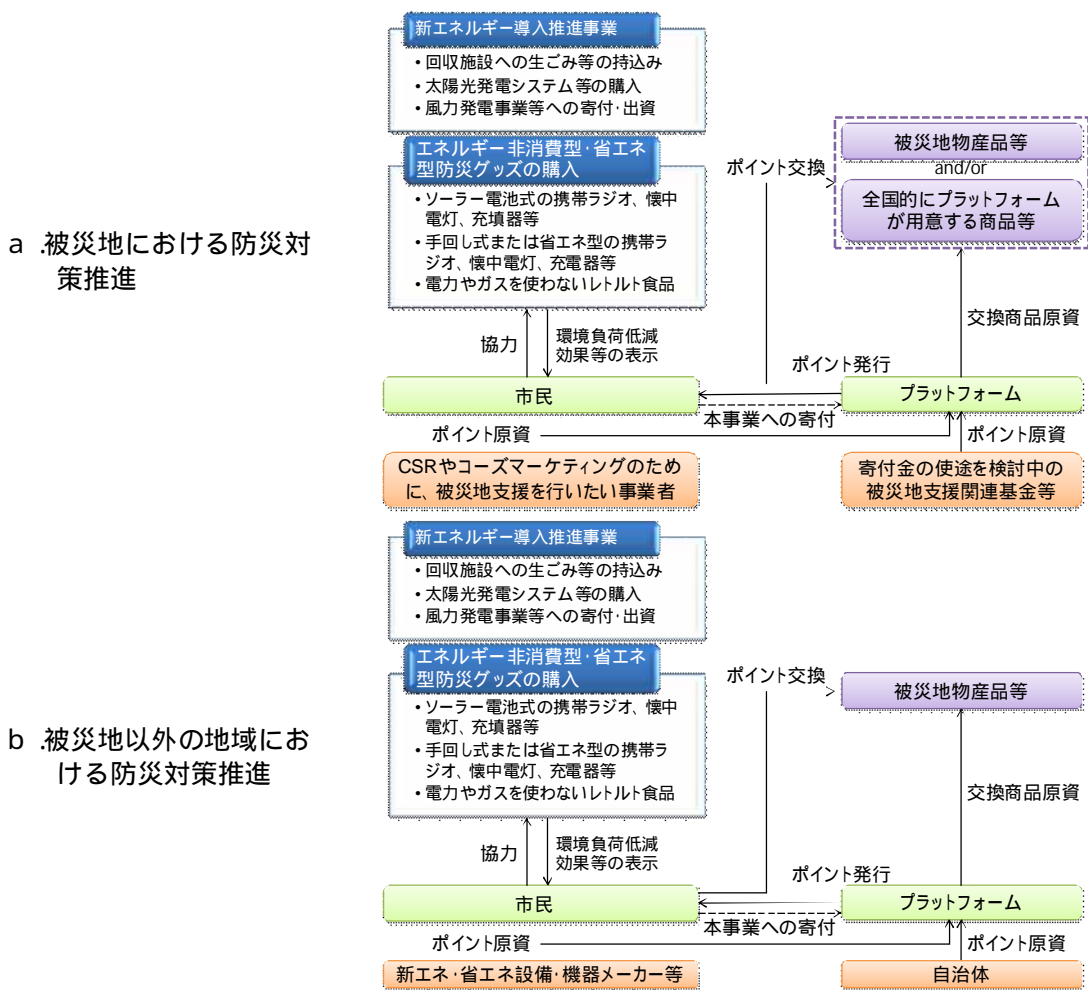 a .被災地における防災対
策推進
新エネルギー導入推進事業
・回収施設への生ごみ等の持込み
・太陽光発電システム等の購入
・風力発電事業等への寄付・出資
エネルギー非消費型・省エネ
型防災グッズの購入
・ソーラー電池式の携帯ラジオ、懐中
電灯、充填器等
・手回し式または省エネ型の携帯ラ
ジオ、懐中電灯、充電器等
・電力やガスを使わないレトルト食品
ポイント交換
被災地物産品等
and/or
全国的にプラットフォーム
が用意する商品等
協力
環境負荷低減
効果等の表示
交換商品原資
ポイント発行
市民
プラットフォーム
本事業への寄付
ポイント原資
ポイント原資
CSRやコーズマーケティングのため
に、被災地支援を行いたい事業者
寄付金の使途を検討中の
被災地支援関連基金等
b .被災地以外の地域にお
ける防災対策推進
新エネルギー導入推進事業
・回収施設への生ごみ等の持込み
・太陽光発電システム等の購入
・風力発電事業等への寄付・出資
エネルギー非消費型・省エネ
型防災グッズの購入
・ソーラー電池式の携帯ラジオ、懐中
電灯、充填器等
・手回し式または省エネ型の携帯ラ
ジオ、懐中電灯、充電器等
・電力やガスを使わないレトルト食品
ポイント交換
被災地物産品等
協力
環境負荷低減
効果等の表示
交換商品原資
ポイント発行
市民
プラットフォーム
本事業への寄付
ポイント原資
ポイント原資
新エネ・省エネ設備・機器メーカー等
自治体